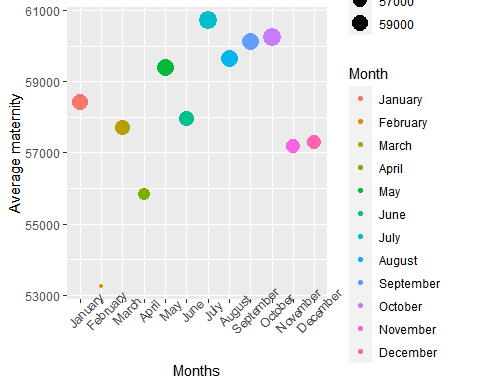 61000
59000
57000
55000
53000
Average maternity
January
February
March
April
May
June
July
August
September
October
November
December
Months
57000
59000
Month
January
February
March
April
May
June
July
August
September
October
November
December